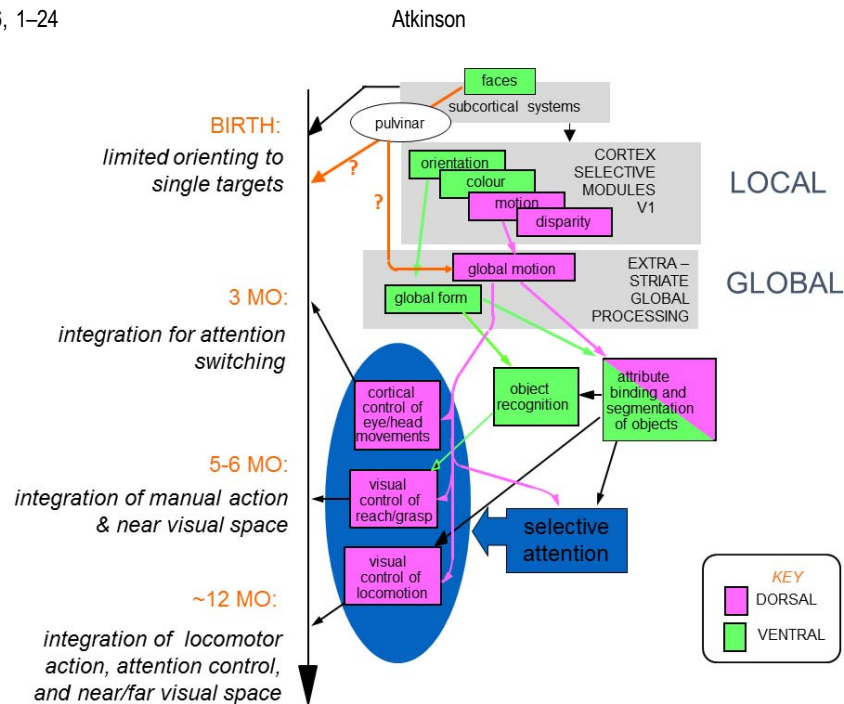 6, 1–24
Atkinson
faces
subcortical systems
pulvinar
BIRTH:
limited orienting to
single targets
?
?
orientation
colour
motion
disparity
CORTEX
SELECTIVE
MODULES
V1
LOCAL
global motion
global form
EXTRA –
STRIATE
GLOBAL
PROCESSING
GLOBAL
3 MO:
integration for attention
switching
cortical
control of
eye/head
movements
object
recognition
attribute
binding and
segmentation
of objects
5-6 MO:
integration of manual action
& near visual space
visual
control of
reach/grasp
selective
attention
visual
control of
locomotion
~12 MO:
integration of locomotor
action, attention control,
and near/far visual space
KEY
DORSAL
VENTRAL